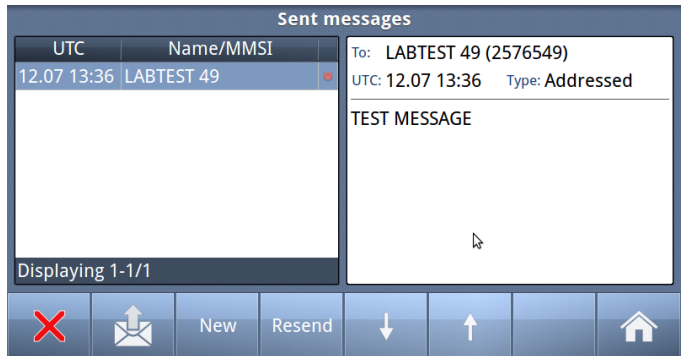 Sent messages
UTC Name/MMSI
12.07 13:36 LABTEST 49
Displaying 1-1/1
To: LABTEST 49 (2576549)
UTC: 12.07 13:36 Type: Addressed
TEST MESSAGE
New Resend